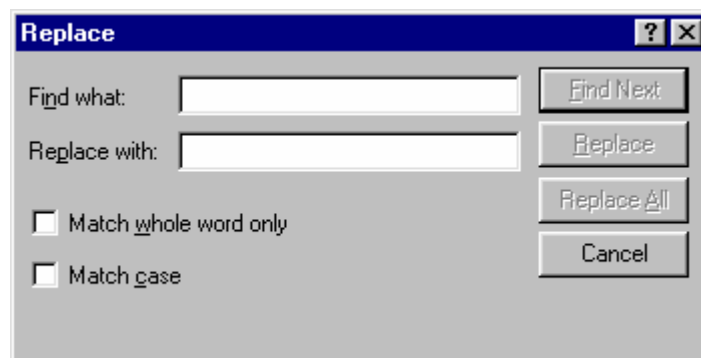 Replace
Find what:
Find Next
Replace with:
Replace
Replace All
Match whole word only
Cancel
Match case